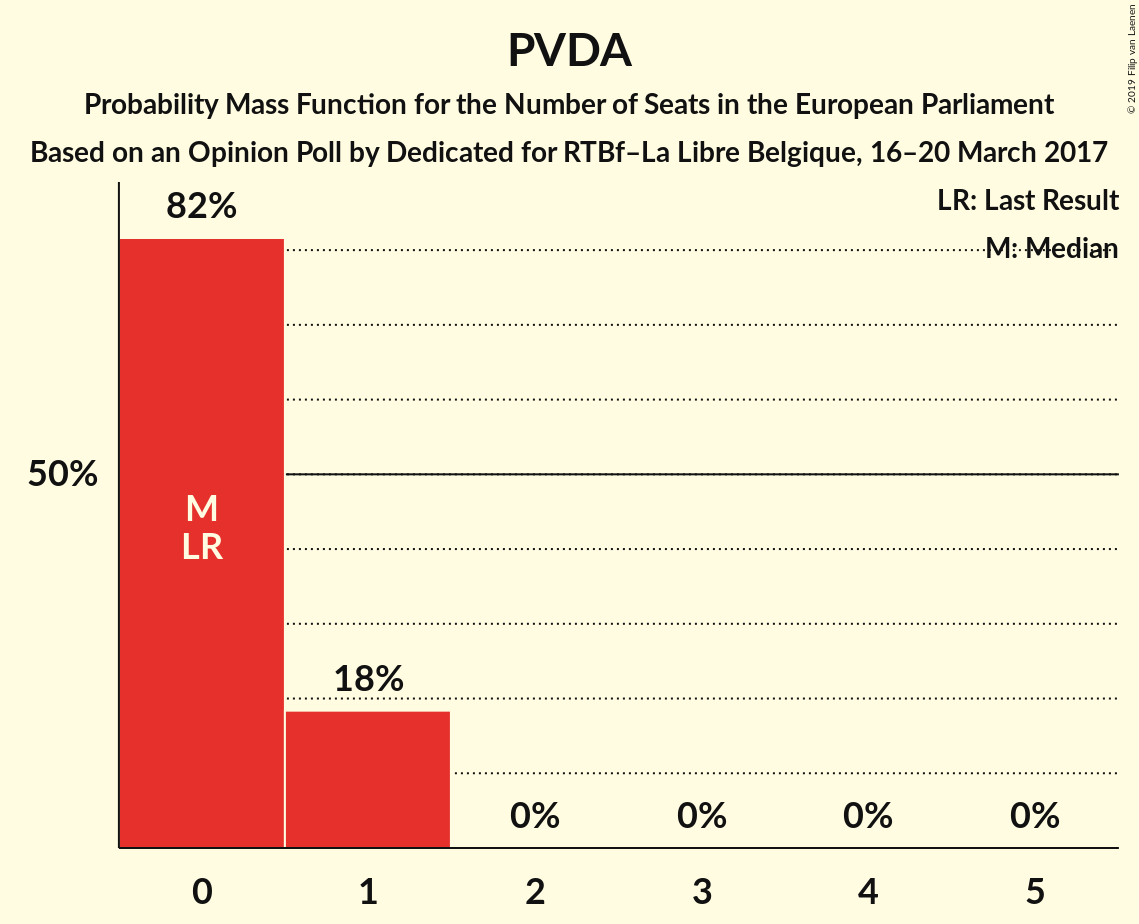 PVDA
Probability Mass Function for the Number of Seats in the European Parliament
Based on an Opinion Poll by Dedicated for RTBf–La Libre Belgique, 16–20 March 2017
© 2019 Filip van Laenen
LR: Last Result
M: Median
82%
50%
M
LR
18%
0% 0% 0% 0%
0 1 2 3 4 5